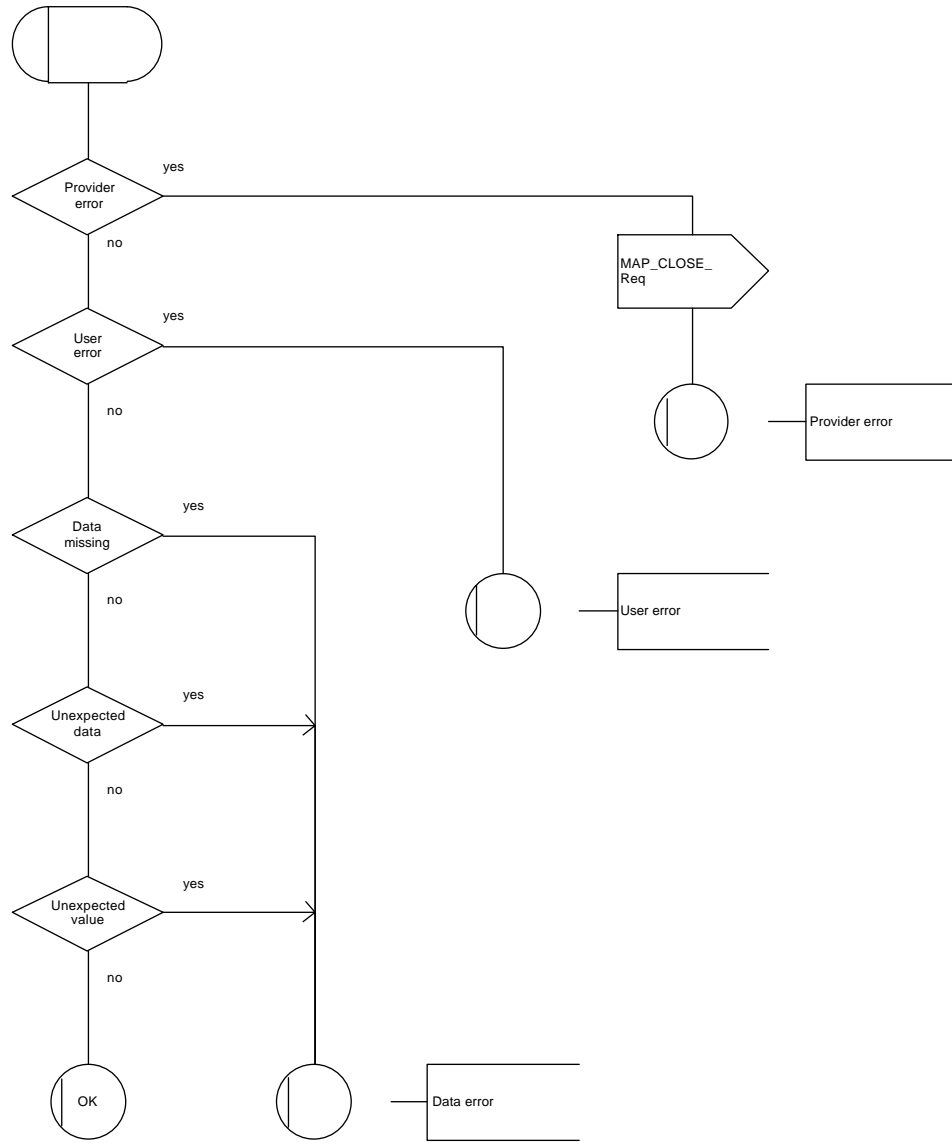 yes
Provider
error
no
MAP_CLOSE_
Req
yes
User
error
no
Provider error
yes
Data
missing
no
User error
yes
Unexpected
data
no
yes
Unexpected
value
no
OK
Data error